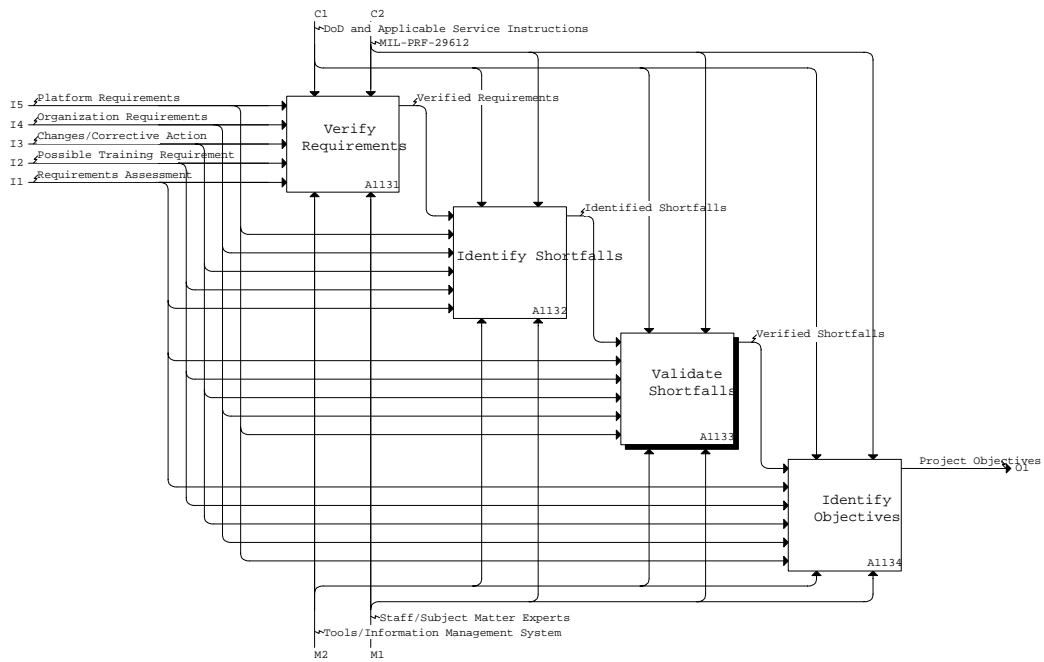 C1
C2
DoD and Applicable Service Instructions
MIL-PRF-29612
I5
Platform Requirements
I4
Organization Requirements
I3
Changes/Corrective Action
I2
Possible Training Requirement
I1
Requirements Assessment
Verify
Requirements
A1131
Verified Requirements
Identify Shortfalls
A1132
Identified Shortfalls
Validate
Shortfalls
A1133
Verified Shortfalls
Identify
Objectives
A1134
Project Objectives
O1
Staff/Subject Matter Experts
Tools/Information Management System
M2
M1